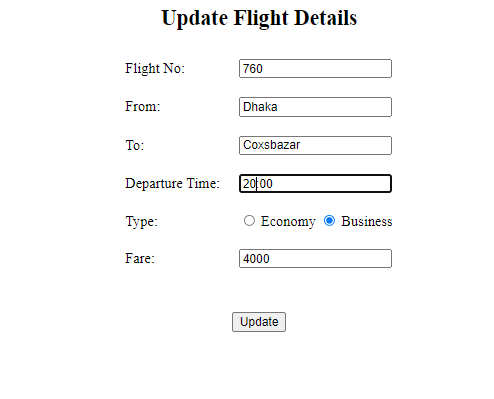 Update Flight Details
Flight No: 760
From: Dhaka
To: Coxsbazar
Departure Time: 20:00
Type: Economy Business
Fare: 4000
Update